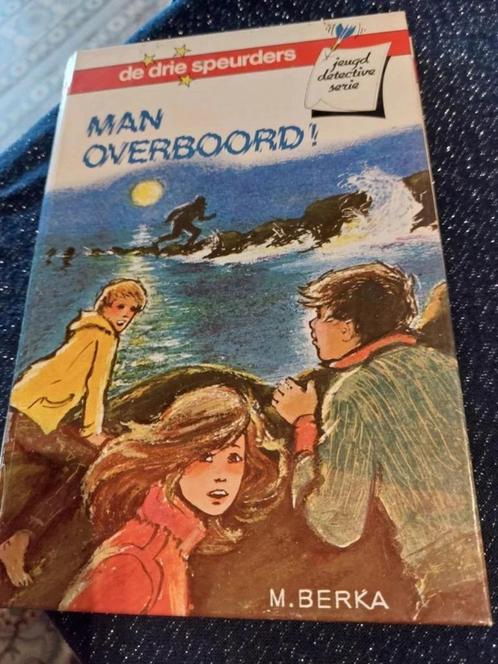 de drie speurders
jeugd
detective
serie
MAN
OVERBOORD!
M. BERKA